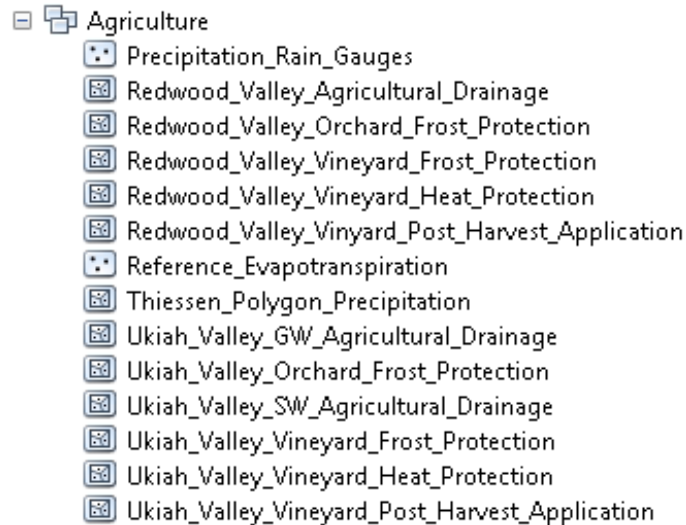 Agriculture
Precipitation_Rain_Gauges
Redwood_Valley_Agricultural_Drainage
Redwood_Valley_Orchard_Frost_Protection
Redwood_Valley_Vineyard_Frost_Protection
Redwood_Valley_Vineyard_Heat_Protection
Redwood_Valley_Vinyard_Post_Harvest_Application
Reference_Evapotranspiration
Thiessen_Polygon_Precipitation
Ukiah_Valley_GW_Agricultural_Drainage
Ukiah_Valley_Orchard_Frost_Protection
Ukiah_Valley_SW_Agricultural_Drainage
Ukiah_Valley_Vineyard_Frost_Protection
Ukiah_Valley_Vineyard_Heat_Protection
Ukiah_Valley_Vineyard_Post_Harvest_Application